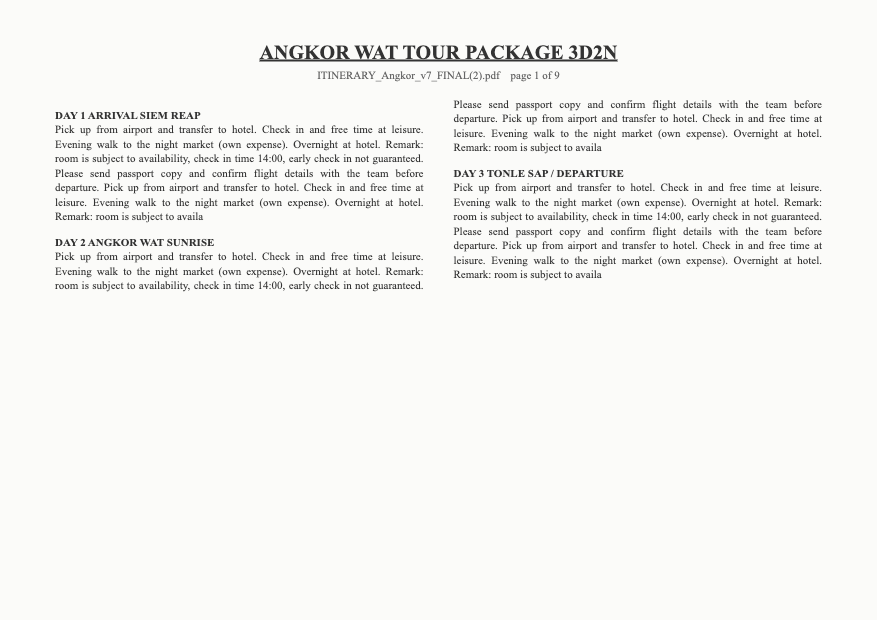 ANGKOR WAT TOUR PACKAGE 3D2N
ITINERARY_Angkor_v7_FINAL(2).pdf page 1 of 9
DAY 1 ARRIVAL SIEM REAP
Pick up from airport and transfer to hotel. Check in and free time at leisure.
Evening walk to the night market (own expense). Overnight at hotel. Remark:
room is subject to availability, check in time 14:00, early check in not guaranteed.
Please send passport copy and confirm flight details with the team before
departure. Pick up from airport and transfer to hotel. Check in and free time at
leisure. Evening walk to the night market (own expense). Overnight at hotel.
Remark: room is subject to availa
DAY 2 ANGKOR WAT SUNRISE
Pick up from airport and transfer to hotel. Check in and free time at leisure.
Evening walk to the night market (own expense). Overnight at hotel. Remark:
room is subject to availability, check in time 14:00, early check in not guaranteed.
Please send passport copy and confirm flight details with the team before
departure. Pick up from airport and transfer to hotel. Check in and free time at
leisure. Evening walk to the night market (own expense). Overnight at hotel.
Remark: room is subject to availa
DAY 3 TONLE SAP / DEPARTURE
Pick up from airport and transfer to hotel. Check in and free time at leisure.
Evening walk to the night market (own expense). Overnight at hotel. Remark:
room is subject to availability, check in time 14:00, early check in not guaranteed.
Please send passport copy and confirm flight details with the team before
departure. Pick up from airport and transfer to hotel. Check in and free time at
leisure. Evening walk to the night market (own expense). Overnight at hotel.
Remark: room is subject to availa